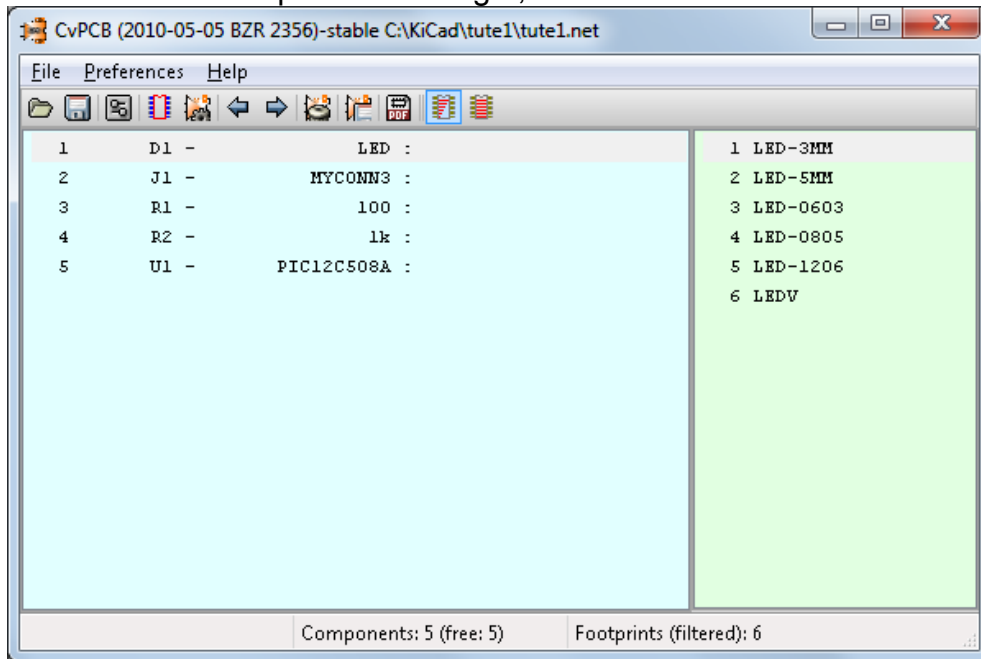 CvPCB (2010-05-05 BZR 2356)-stable C:\KiCad\tute1\tute1.net
File Preferences Help
PDF
1 D1 - LED :
2 J1 - MYCONN3 :
3 R1 - 100 :
4 R2 - 1k :
5 U1 - PIC12C508A :
1 LED-3MM
2 LED-5MM
3 LED-0603
4 LED-0805
5 LED-1206
6 LEDV
Components: 5 (free: 5) Footprints (filtered): 6